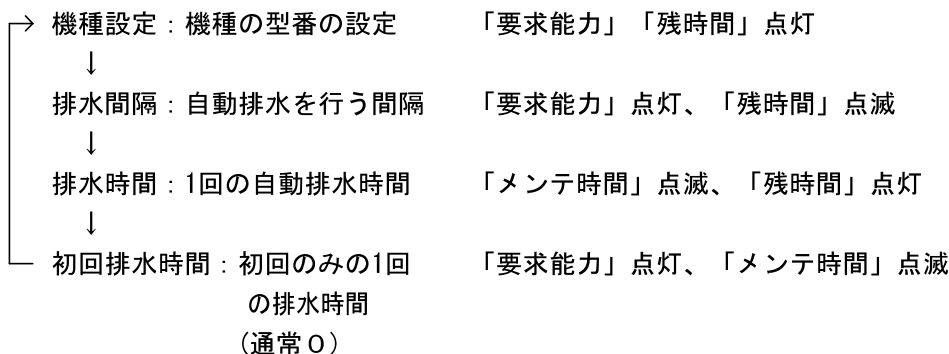 機種設定：機種の型番の設定　「要求能力」「残時間」点灯
↓
排水間隔：自動排水を行う間隔　「要求能力」点灯、「残時間」点滅
↓
排水時間：1回の自動排水時間　「メンテ時間」点滅、「残時間」点灯
↓
初回排水時間：初回のみの1回　「要求能力」点灯、「メンテ時間」点滅
の排水時間
（通常０）